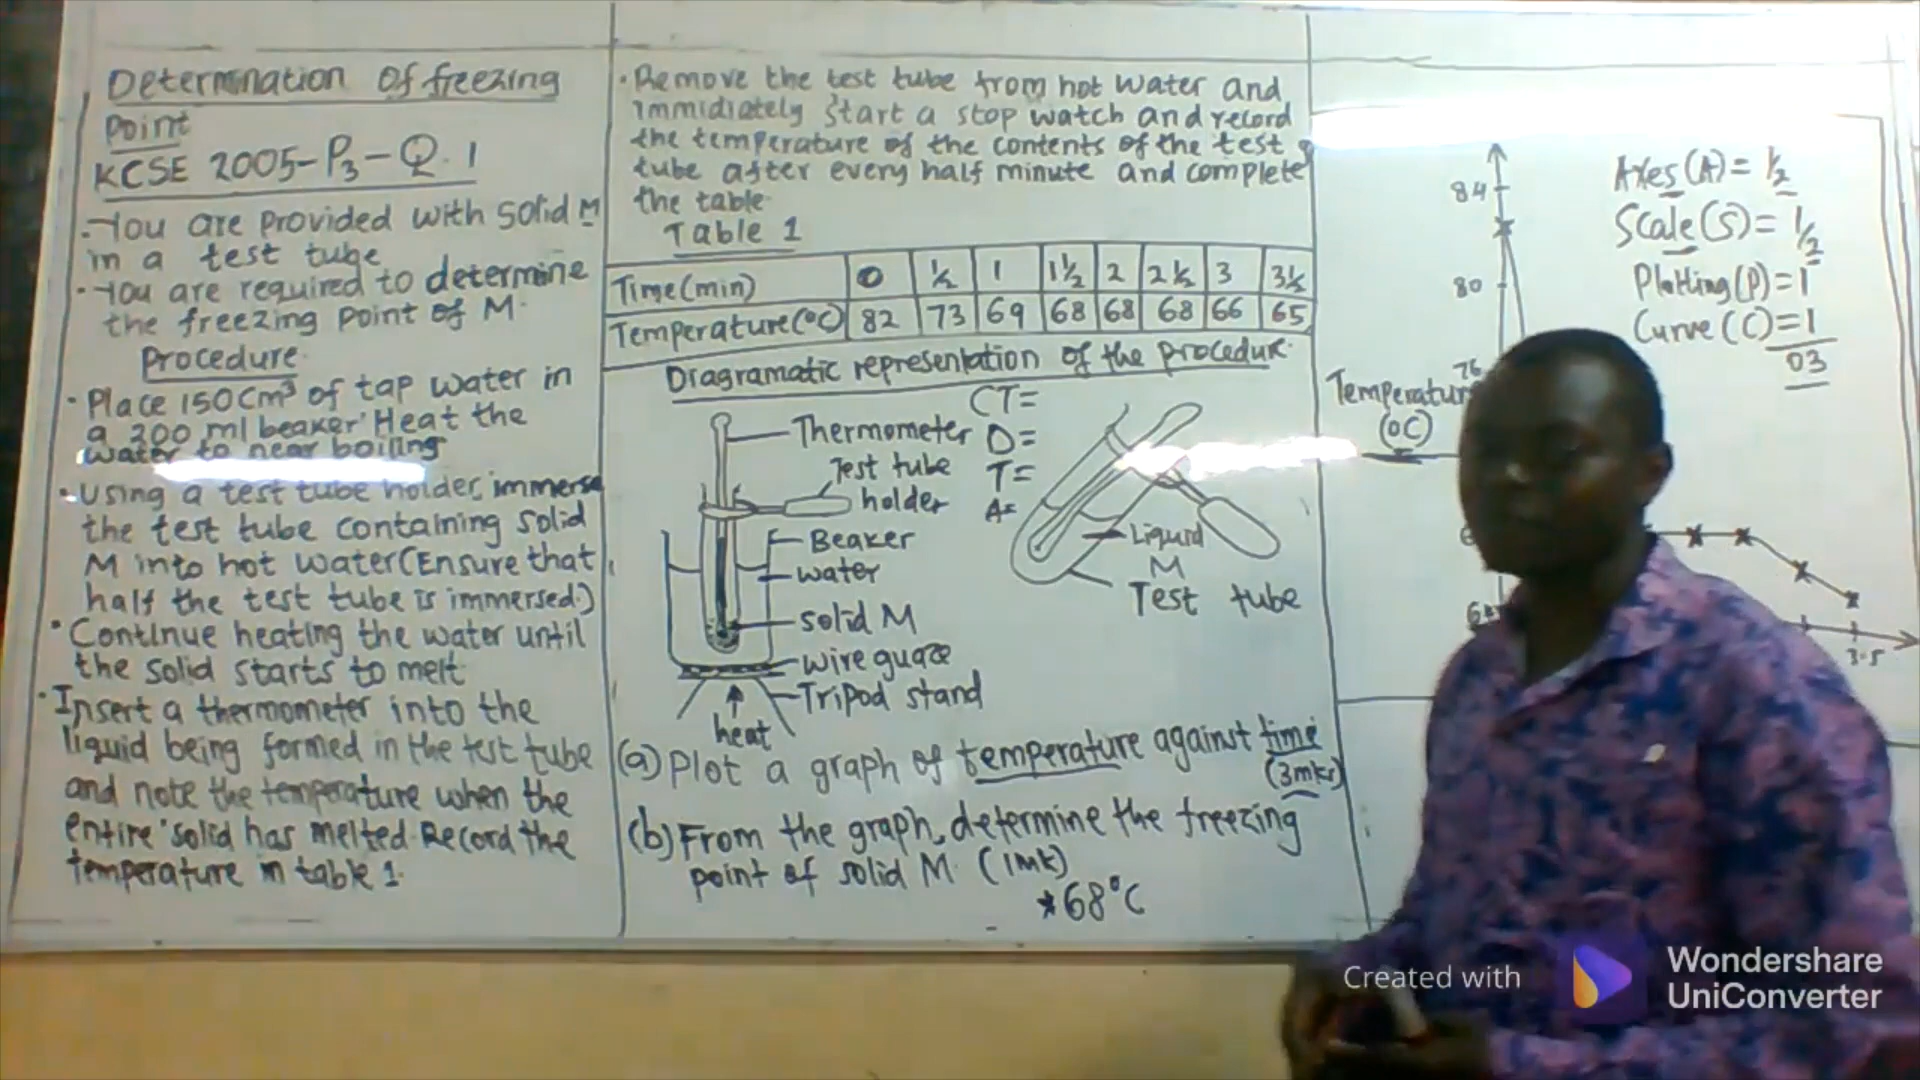 Determination of freezing
point
KCSE 2005-P3-Q.1
-You are provided with solid M
in a test tube
•You are required to determine
the freezing point of M.
Procedure.
• Place 150cm³ of tap water in
a 200 ml beaker. Heat the
water to near boiling
• Using a test tube holder, immerse
the test tube containing solid
M into hot water (Ensure that
half the test tube is immersed.)
• Continue heating the water until
the solid starts to melt.
• Insert a thermometer into the
liquid being formed in the test tube
and note the temperature when the
entire solid has melted. Record the
temperature in table 1.
• Remove the test tube from hot water and
immidiately start a stop watch and record
the temperature of the contents of the test
tube after every half minute and complete
the table.
Table 1
Time(min) 0 ½ 1 1½ 2 2½ 3 3½
Temperature(°C) 82 73 69 68 68 68 66 65
Diagramatic representation of the procedure.
CT=
D=
T=
A=
Thermometer
Test tube
holder
Beaker
water
solid M
wire guaze
Tripod stand
heat
Liquid
M
Test tube
(a) Plot a graph of temperature against time
(3mks)
(b) From the graph, determine the freezing
point of solid M. (1mk)
*68°C
84
80
76
Temperature
(°C)
3.5
Axes(A) = ½
Scale(S) = ½
Plotting(P) = 1
Curve(C) = 1
03
Created with
Wondershare
UniConverter